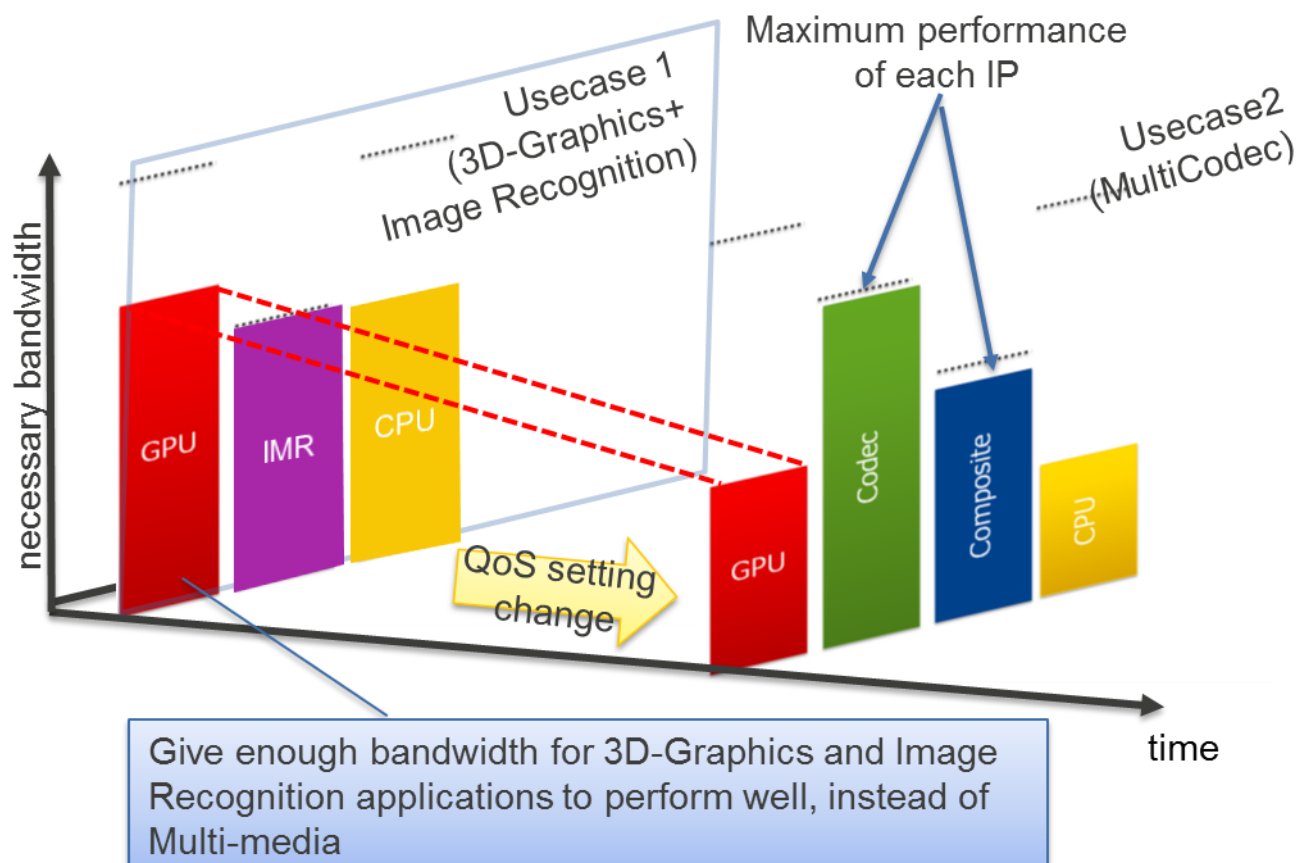 Maximum performance
of each IP
Usecase 1
(3D-Graphics+
Image Recognition)
Usecase2
(MultiCodec)
necessary bandwidth
GPU
IMR
CPU
QoS setting
change
GPU
Codec
Composite
CPU
time
Give enough bandwidth for 3D-Graphics and Image
Recognition applications to perform well, instead of
Multi-media